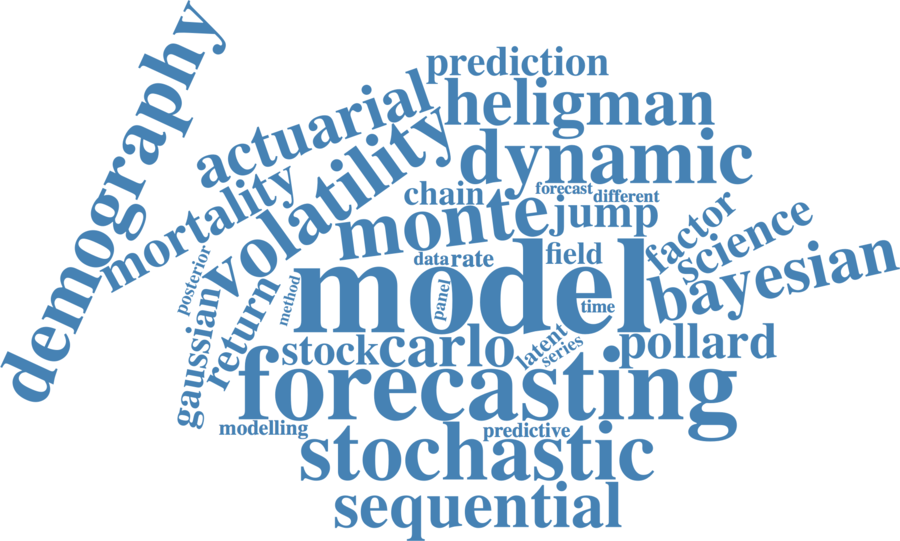 demography
prediction
heligman
actuarial
dynamic
volatility
mortality
forecast
different
chain
monte
jump
factor
science
bayesian
field
data
rate
model
posterior
method
panel
time
return
gaussian
pollard
stock
carlo
latent
series
forecasting
modelling
predictive
stochastic
sequential